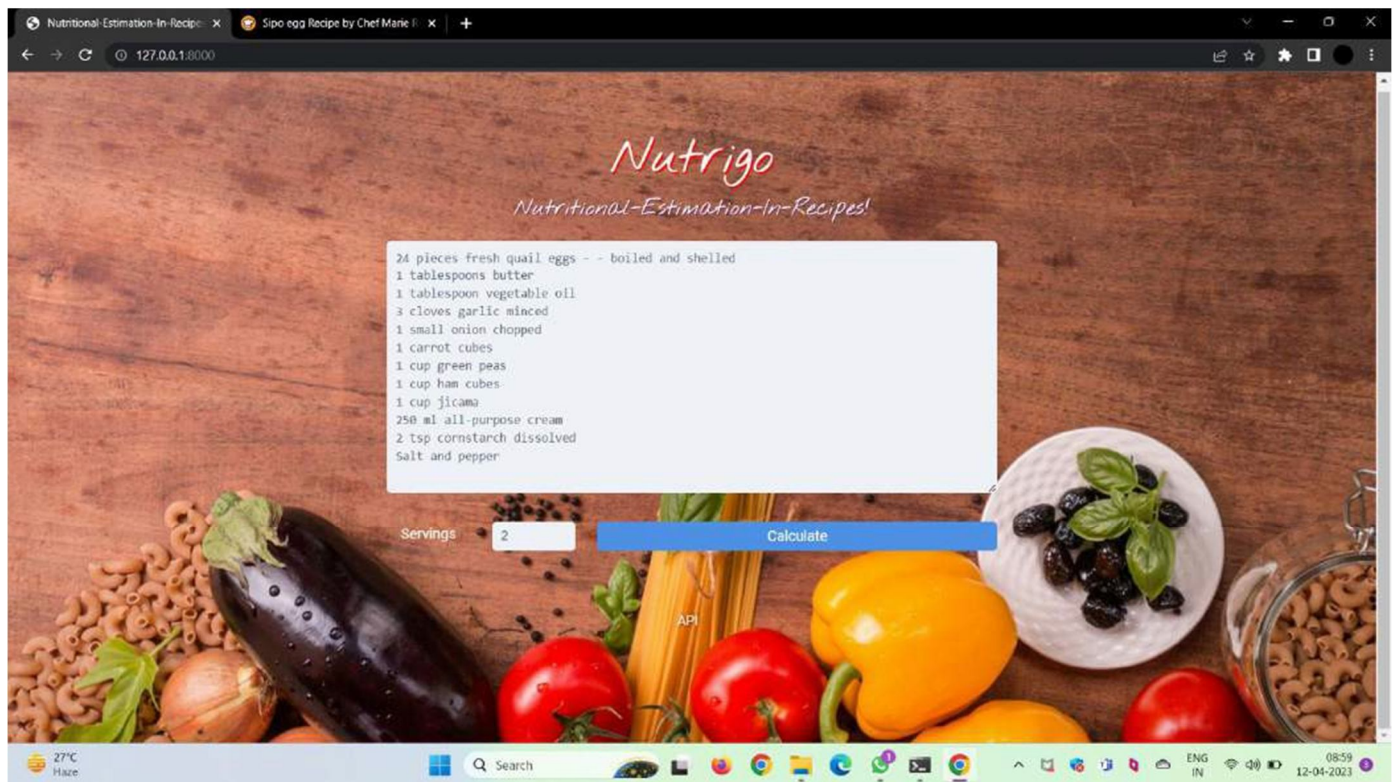 Nutritional-Estimation-In-Recipe
Sipo egg Recipe by Chef Marie R
127.0.0.1:8000
Nutrigo
Nutritional-Estimation-In-Recipes!
24 pieces fresh quail eggs - - boiled and shelled
1 tablespoons butter
1 tablespoon vegetable oil
3 cloves garlic minced
1 small onion chopped
1 carrot cubes
1 cup green peas
1 cup ham cubes
1 cup jicama
250 ml all-purpose cream
2 tsp cornstarch dissolved
Salt and pepper
Servings
2
Calculate
API
27°C
Haze
Search
1
ENG
IN
08:59
12-04-2023
3